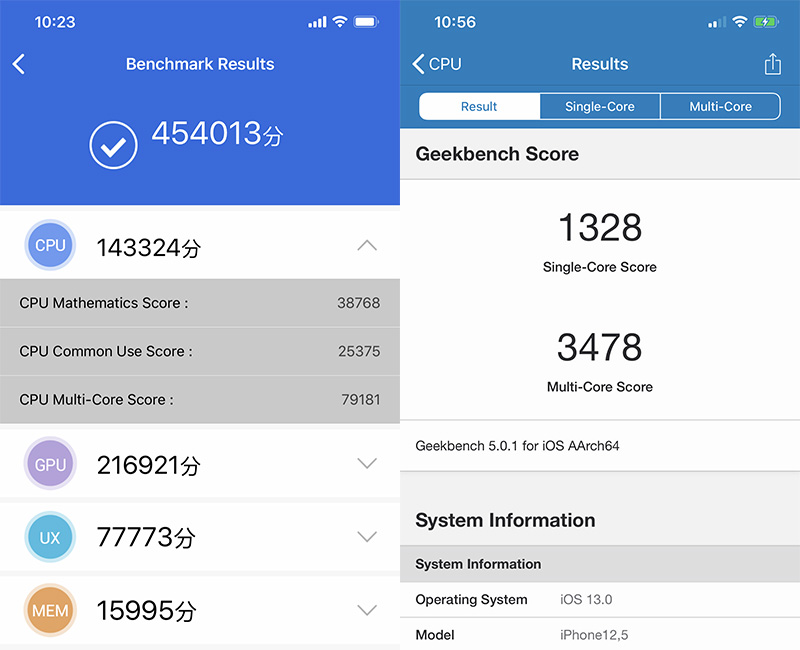 10:23
Benchmark Results
454013分
CPU
143324分
CPU Mathematics Score :
38768
CPU Common Use Score :
25375
CPU Multi-Core Score :
79181
GPU
216921分
UX
77773分
MEM
15995分
10:56
CPU
Results
Result
Single-Core
Multi-Core
Geekbench Score
1328
Single-Core Score
3478
Multi-Core Score
Geekbench 5.0.1 for iOS AArch64
System Information
System Information
Operating System
iOS 13.0
Model
iPhone12,5